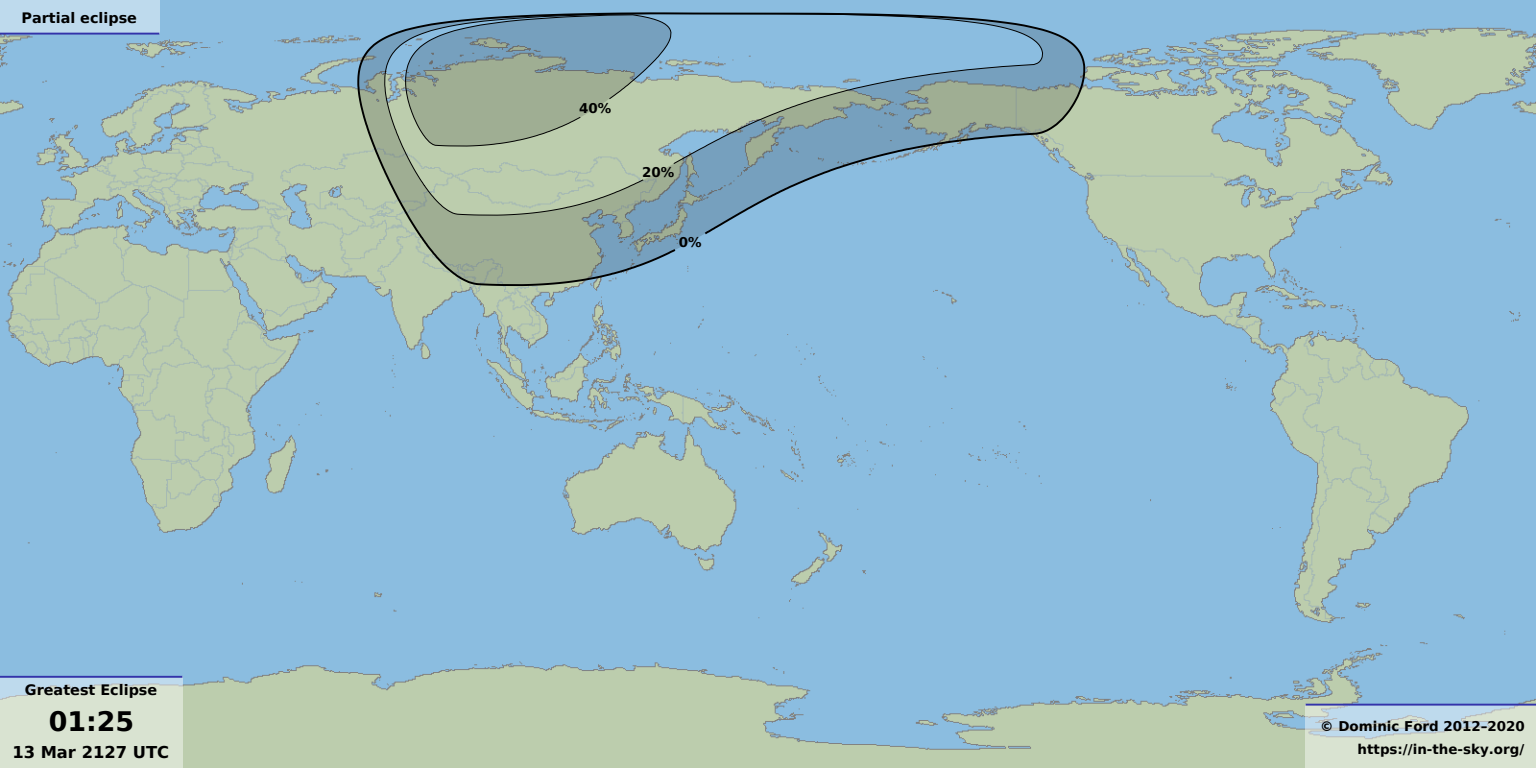 Partial eclipse
40%
20%
0%
Greatest Eclipse
01:25
13 Mar 2127 UTC
© Dominic Ford 2012–2020
https://in-the-sky.org/